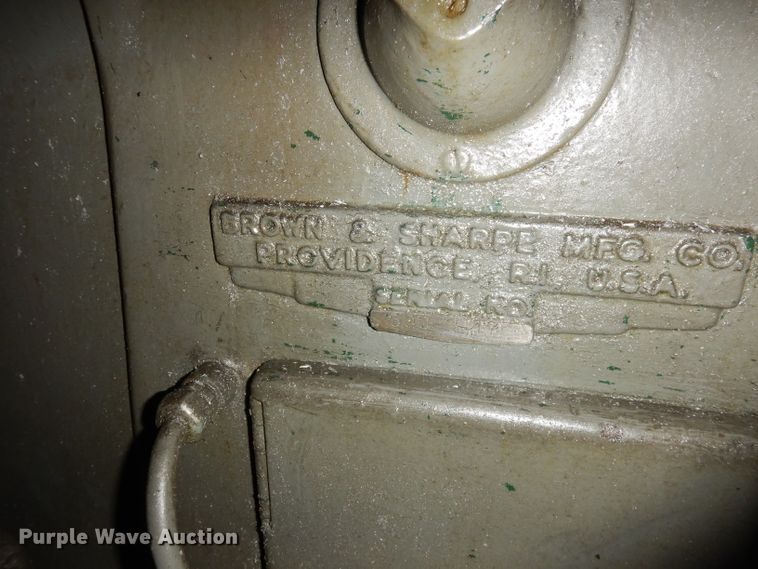 BROWN & SHARPE MFG. CO.
PROVIDENCE, R.I. U.S.A.
SERIAL NO.
Purple Wave Auction